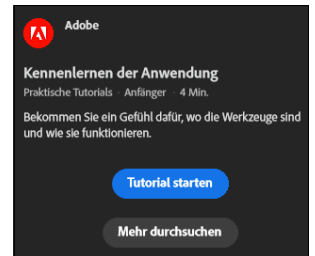 Adobe
Kennenlernen der Anwendung
Praktische Tutorials · Anfänger · 4 Min.
Bekommen Sie ein Gefühl dafür, wo die Werkzeuge sind
und wie sie funktionieren.
Tutorial starten
Mehr durchsuchen